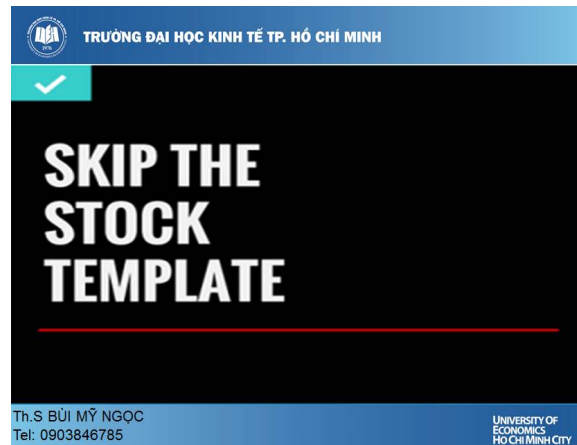 TRƯỜNG ĐẠI HỌC KINH TẾ TP. HỒ CHÍ MINH
SKIP THE
STOCK
TEMPLATE
Th.S BÙI MỸ NGỌC
Tel: 0903846785
UNIVERSITY OF
ECONOMICS
HO CHI MINH CITY